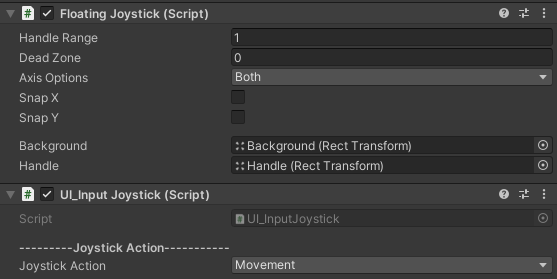 Floating Joystick (Script)
Handle Range 1
Dead Zone 0
Axis Options Both
Snap X
Snap Y
Background Background (Rect Transform)
Handle Handle (Rect Transform)
UI_Input Joystick (Script)
Script UI_InputJoystick
---------Joystick Action-----------
Joystick Action Movement